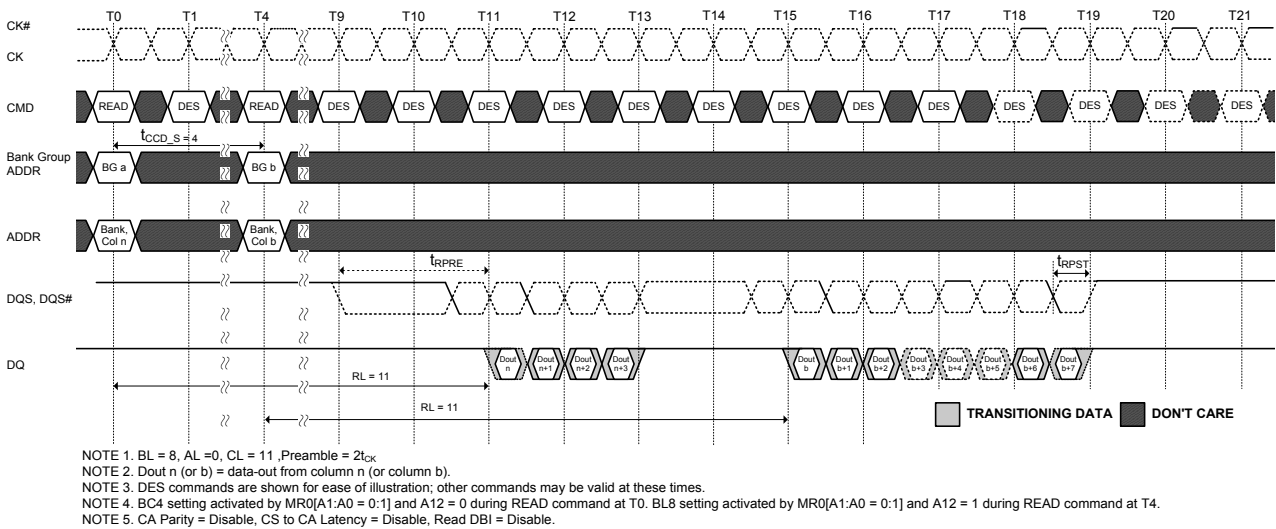 T0 T1 T4 T9 T10 T11 T12 T13 T14 T15 T16 T17 T18 T19 T20 T21
CK#
CK
CMD READ DES READ DES DES DES DES DES DES DES DES DES DES DES DES DES
tCCD_S = 4
Bank Group
ADDR
BG a BG b
ADDR
Bank,
Col n
Bank,
Col b
tRPRE tRPST
DQS, DQS#
DQ
Dout
n
Dout
n+1
Dout
n+2
Dout
n+3
Dout
b
Dout
b+1
Dout
b+2
Dout
b+3
Dout
b+4
Dout
b+5
Dout
b+6
Dout
b+7
RL = 11
RL = 11
TRANSITIONING DATA DON'T CARE
NOTE 1. BL = 8, AL =0, CL = 11 ,Preamble = 2tCK
NOTE 2. Dout n (or b) = data-out from column n (or column b).
NOTE 3. DES commands are shown for ease of illustration; other commands may be valid at these times.
NOTE 4. BC4 setting activated by MR0[A1:A0 = 0:1] and A12 = 0 during READ command at T0. BL8 setting activated by MR0[A1:A0 = 0:1] and A12 = 1 during READ command at T4.
NOTE 5. CA Parity = Disable, CS to CA Latency = Disable, Read DBI = Disable.